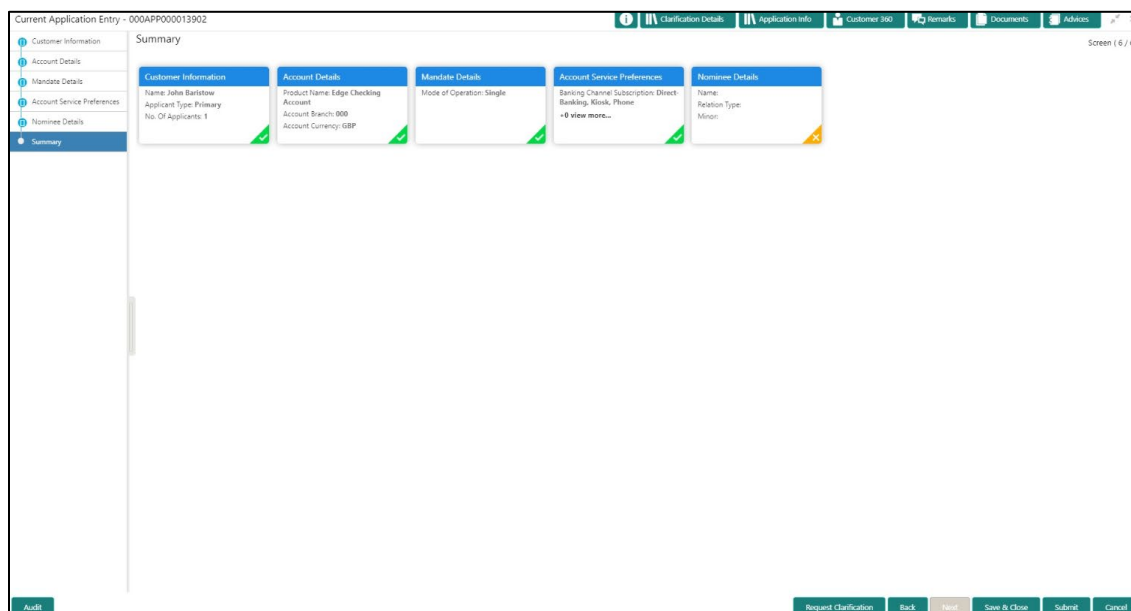 Current Application Entry - 000APP000013902
Clarification Details
Application Info
Customer 360
Remarks
Documents
Advices
Customer Information
Account Details
Mandate Details
Account Service Preferences
Nominee Details
Summary
Summary
Screen ( 6 /
Customer Information
Name: John Baristow
Applicant Type: Primary
No. Of Applicants: 1
Account Details
Product Name: Edge Checking
Account
Account Branch: 000
Account Currency: GBP
Mandate Details
Mode of Operation: Single
Account Service Preferences
Banking Channel Subscription: Direct-
Banking, Kiosk, Phone
+0 view more...
Nominee Details
Name:
Relation Type:
Minor:
Audit
Request Clarification
Back
Next
Save & Close
Submit
Cancel